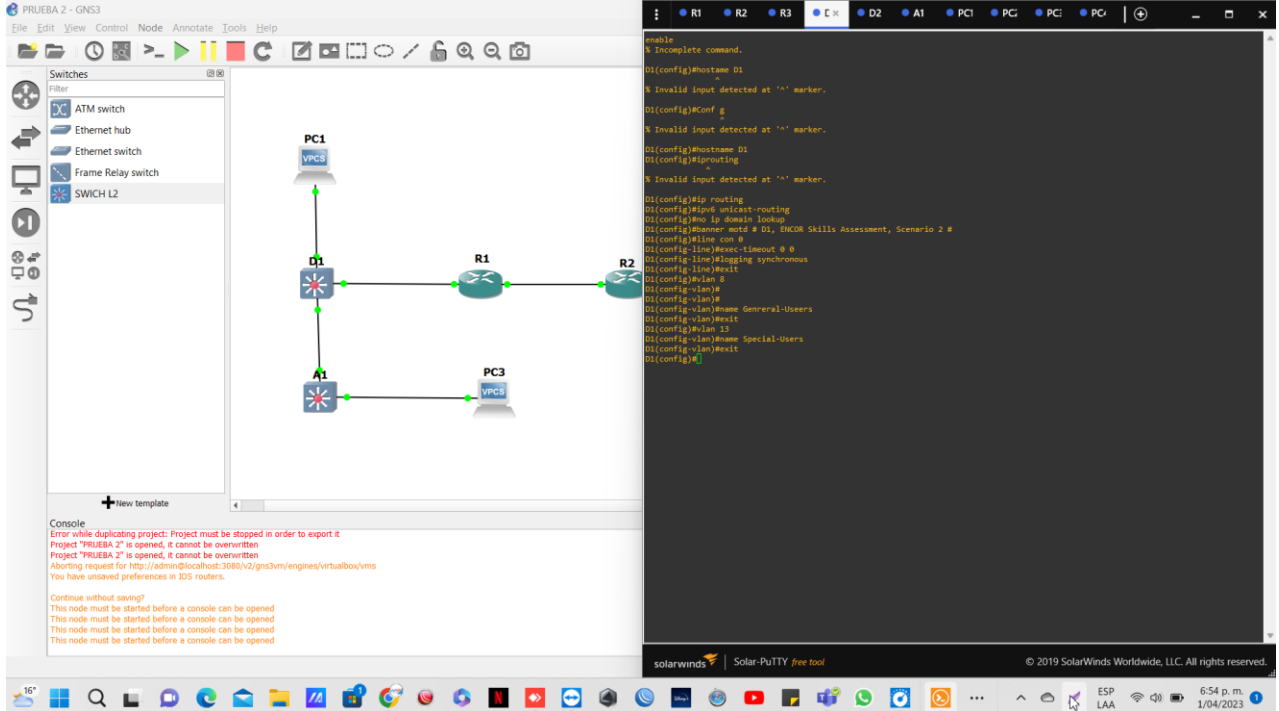 PRUEBA 2 - GNS3
File Edit View Control Node Annotate Tools Help
Switches
Filter
ATM switch
Ethernet hub
Ethernet switch
Frame Relay switch
SWICH L2
New template
PC1
VPCS
D1
R1
R2
A1
PC3
VPCS
Console
Error while duplicating project: Project must be stopped in order to export it
Project "PRUEBA 2" is opened, it cannot be overwritten
Project "PRUEBA 2" is opened, it cannot be overwritten
Aborting request for http://admin@localhost:3080/v2/gns3vm/engines/virtualbox/vms
You have unsaved preferences in IOS routers.
Continue without saving?
This node must be started before a console can be opened
This node must be started before a console can be opened
This node must be started before a console can be opened
This node must be started before a console can be opened
R1 R2 R3 D2 A1 PC1
enable
% Incomplete command.
D1(config)#hostame D1
^
% Invalid input detected at '^' marker.
D1(config)#Conf g
^
% Invalid input detected at '^' marker.
D1(config)#hostname D1
D1(config)#iprouting
^
% Invalid input detected at '^' marker.
D1(config)#ip routing
D1(config)#ipv6 unicast-routing
D1(config)#no ip domain lookup
D1(config)#banner motd # D1, ENCOR Skills Assessment, Scenario 2 #
D1(config)#line con 0
D1(config-line)#exec-timeout 0 0
D1(config-line)#logging synchronous
D1(config-line)#exit
D1(config)#vlan 8
D1(config-vlan)#
D1(config-vlan)#
D1(config-vlan)#name Genreral-Useers
D1(config-vlan)#exit
D1(config)#vlan 13
D1(config-vlan)#name Special-Users
D1(config-vlan)#exit
D1(config)#
solarwinds Solar-PuTTY free tool © 2019 SolarWinds Worldwide, LLC. All rights reserved.
16°
ESP
LAA
6:54 p. m.
1/04/2023
1